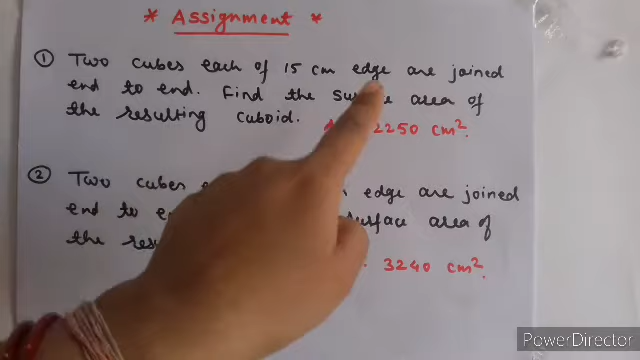 * Assignment *
① Two cubes each of 15 cm edge are joined
end to end. Find the surface area of
the resulting cuboid.
2250 cm².
② Two cubes edge are joined
end to surface area of
the
3240 cm².
PowerDirector